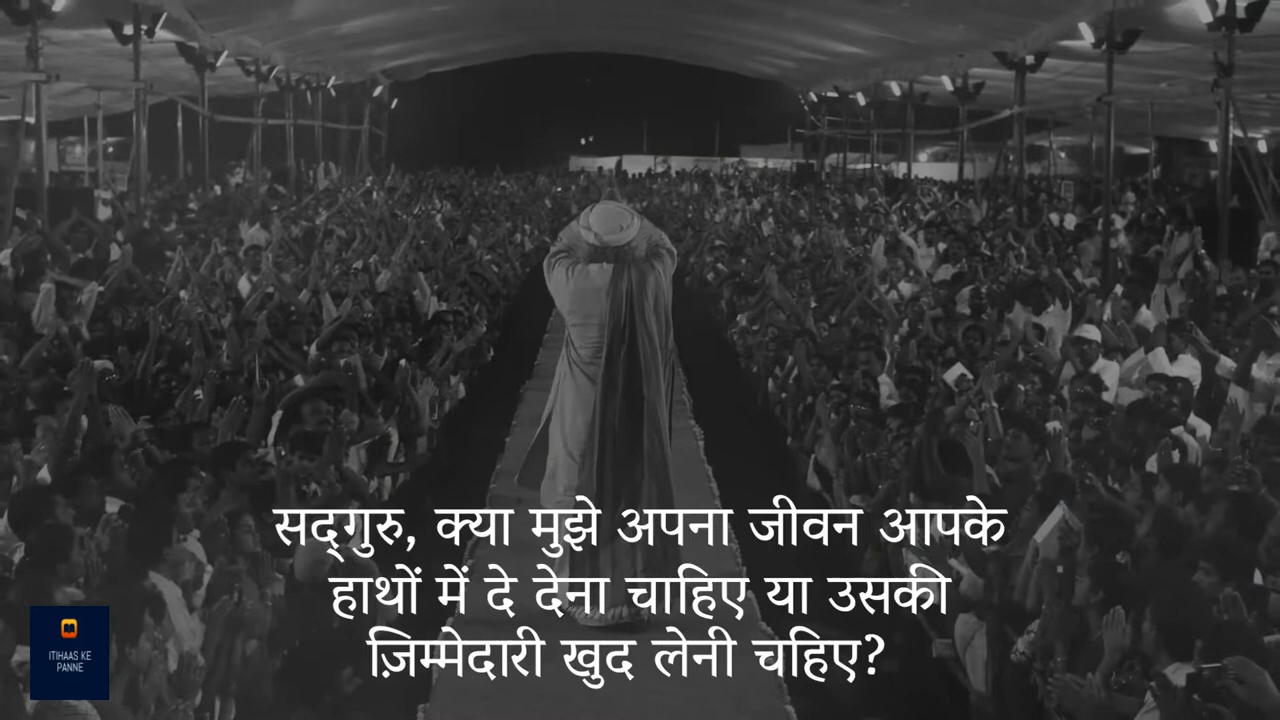 सद्गुरु, क्या मुझे अपना जीवन आपके
हाथों में दे देना चाहिए या उसकी
ज़िम्मेदारी खुद लेनी चहिए?
ITIHAAS KE
PANNE